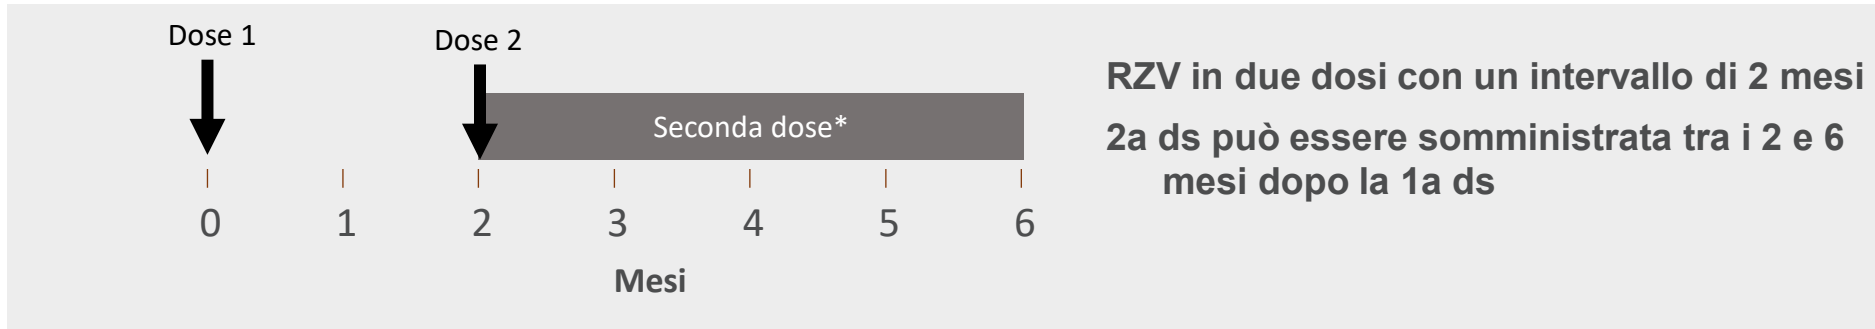 Dose 1
Dose 2
Seconda dose*
0 1 2 3 4 5 6
Mesi
RZV in due dosi con un intervallo di 2 mesi
2a ds può essere somministrata tra i 2 e 6
mesi dopo la 1a ds